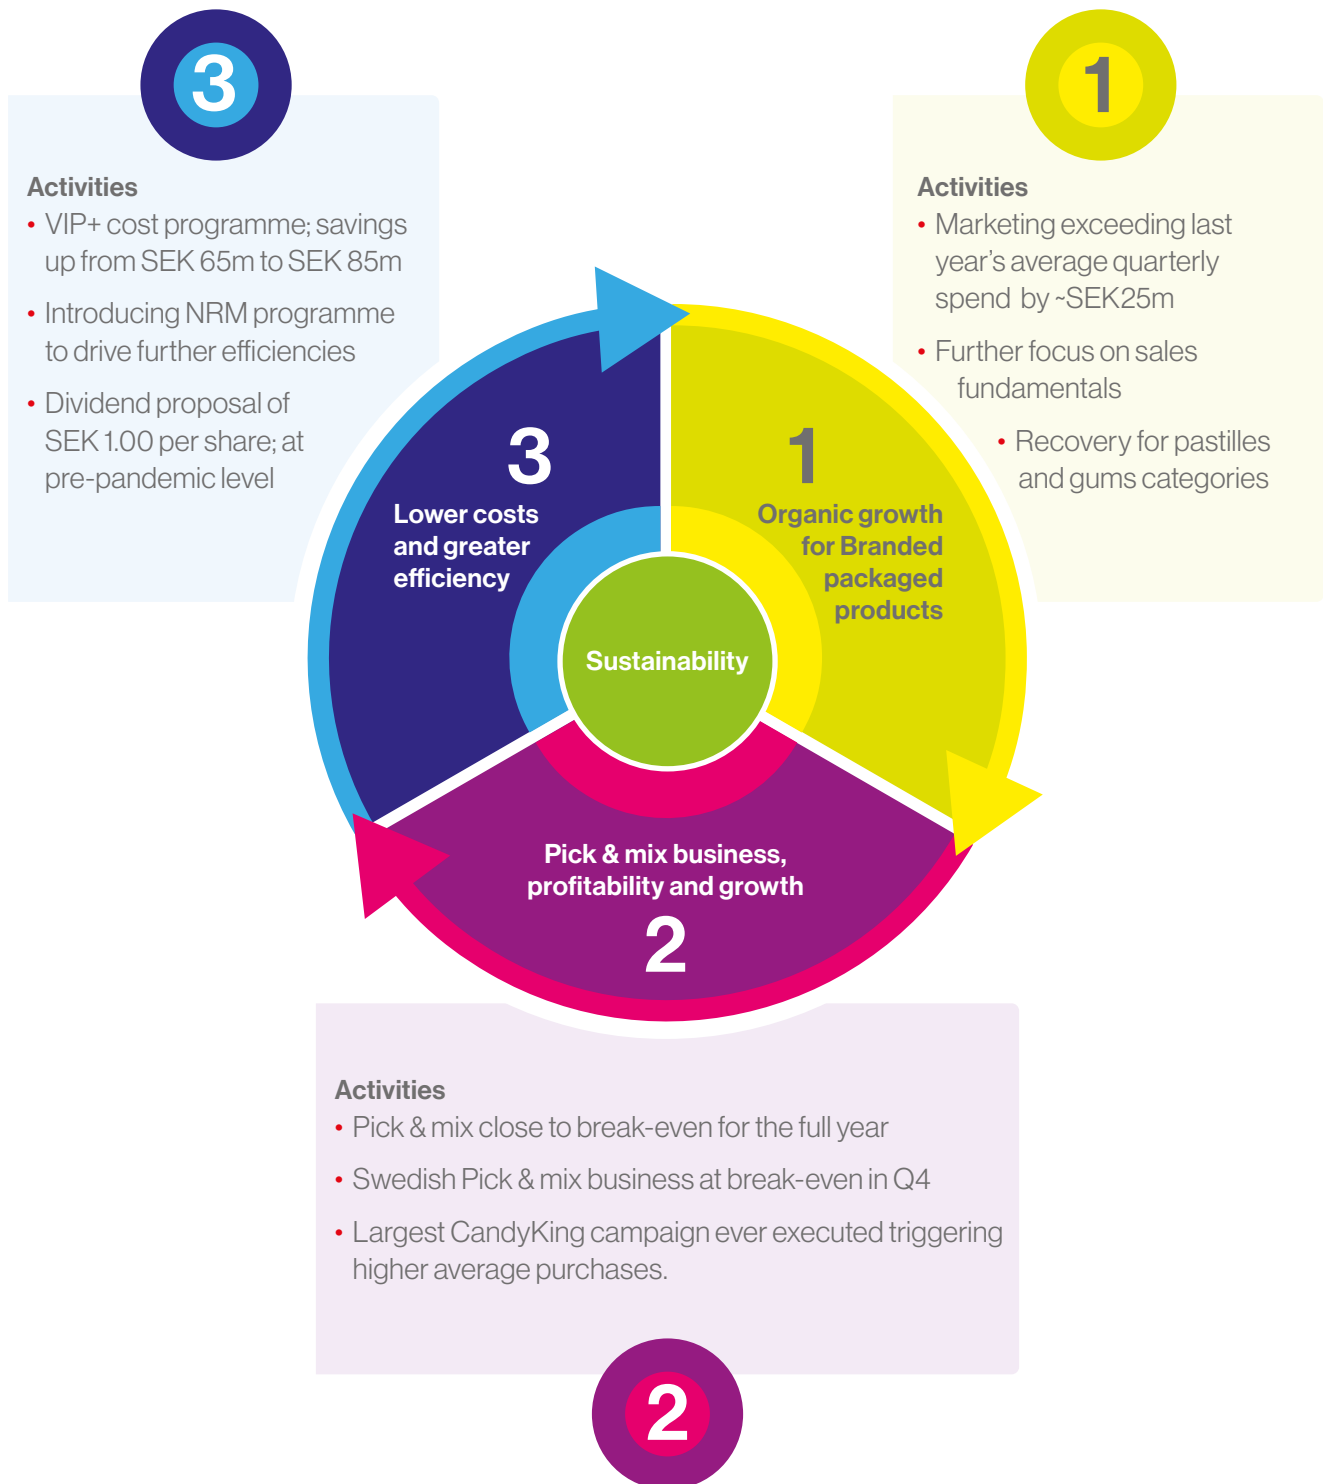 3
Activities
• VIP+ cost programme; savings
up from SEK 65m to SEK 85m
• Introducing NRM programme
to drive further efficiencies
• Dividend proposal of
SEK 1.00 per share; at
pre-pandemic level
1
Activities
• Marketing exceeding last
year's average quarterly
spend by ~SEK25m
• Further focus on sales
fundamentals
• Recovery for pastilles
and gums categories
3
Lower costs
and greater
efficiency
1
Organic growth
for Branded
packaged
products
Sustainability
Pick & mix business,
profitability and growth
2
Activities
• Pick & mix close to break-even for the full year
• Swedish Pick & mix business at break-even in Q4
• Largest CandyKing campaign ever executed triggering
higher average purchases.
2